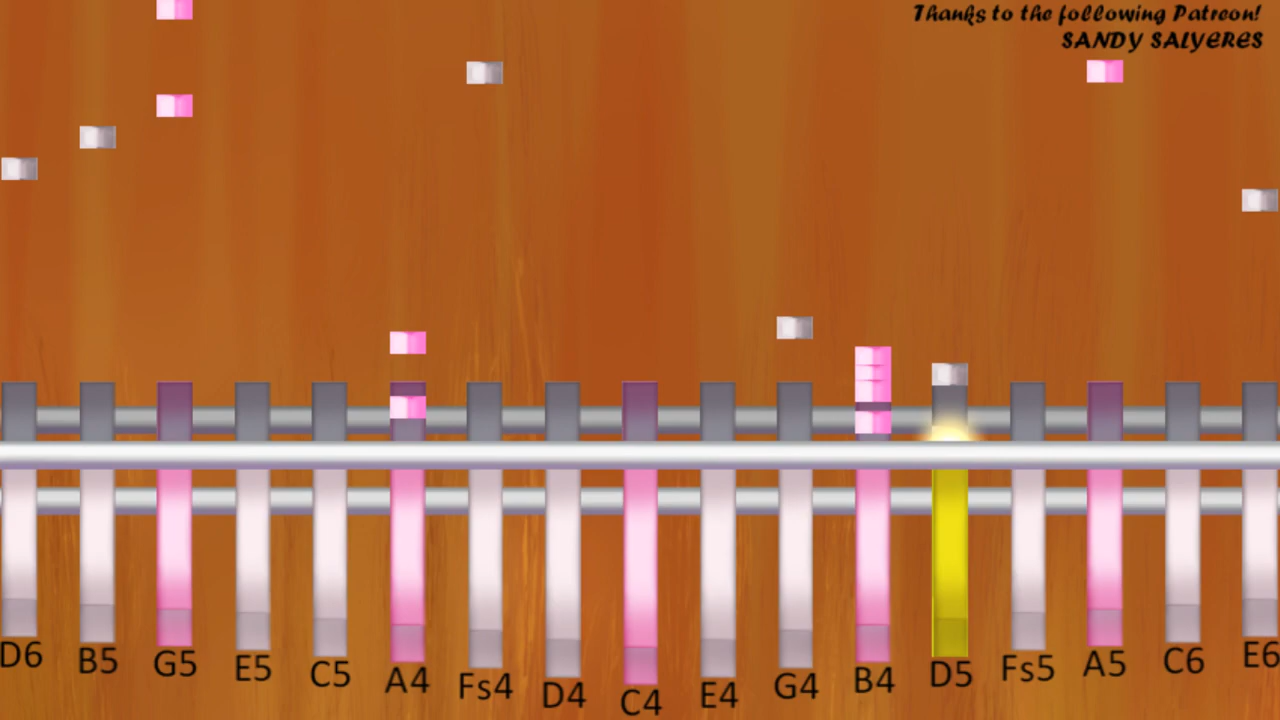 Thanks to the following Patreon!
SANDY SALYERES
D6 B5 G5 E5 C5 A4 Fs4 D4 C4 E4 G4 B4 D5 Fs5 A5 C6 E6